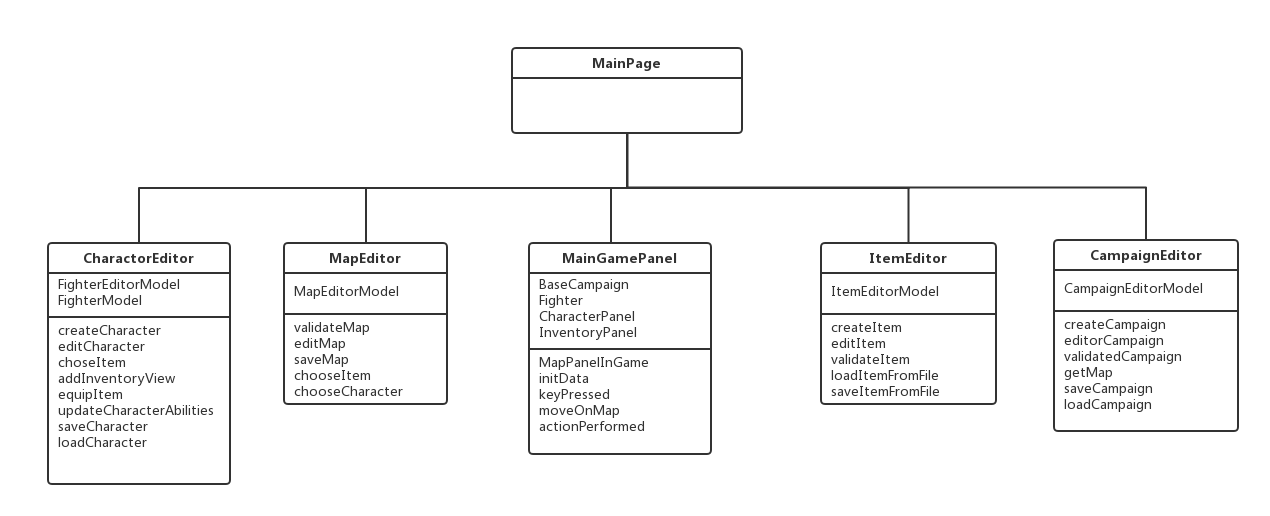 MainPage
CharactorEditor
FighterEditorModel
FighterModel
createCharacter
editCharacter
choseItem
addInventoryView
equipItem
updateCharacterAbilities
saveCharacter
loadCharacter
MapEditor
MapEditorModel
validateMap
editMap
saveMap
chooseItem
chooseCharacter
MainGamePanel
BaseCampaign
Fighter
CharacterPanel
InventoryPanel
MapPanelInGame
initData
keyPressed
moveOnMap
actionPerformed
ItemEditor
ItemEditorModel
createItem
editItem
validateItem
loadItemFromFile
saveItemFromFile
CampaignEditor
CampaignEditorModel
createCampaign
editorCampaign
validatedCampaign
getMap
saveCampaign
loadCampaign